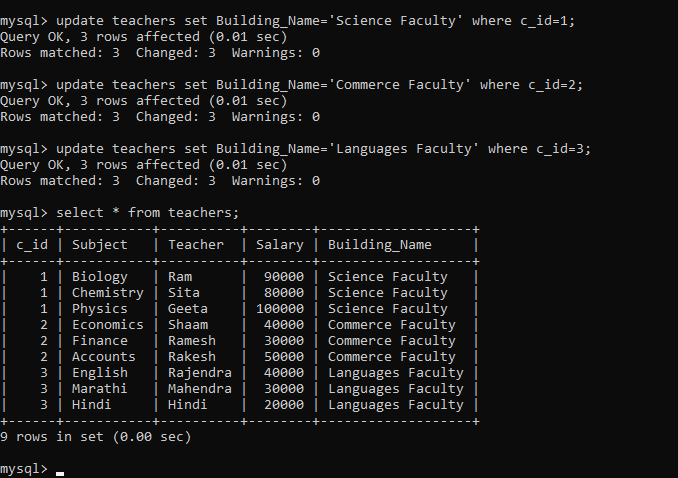 mysql> update teachers set Building_Name='Science Faculty' where c_id=1;
Query OK, 3 rows affected (0.01 sec)
Rows matched: 3  Changed: 3  Warnings: 0

mysql> update teachers set Building_Name='Commerce Faculty' where c_id=2;
Query OK, 3 rows affected (0.01 sec)
Rows matched: 3  Changed: 3  Warnings: 0

mysql> update teachers set Building_Name='Languages Faculty' where c_id=3;
Query OK, 3 rows affected (0.01 sec)
Rows matched: 3  Changed: 3  Warnings: 0

mysql> select * from teachers;
+------+-----------+----------+--------+-------------------+
| c_id | Subject   | Teacher  | Salary | Building_Name     |
+------+-----------+----------+--------+-------------------+
|    1 | Biology   | Ram      |  90000 | Science Faculty   |
|    1 | Chemistry | Sita     |  80000 | Science Faculty   |
|    1 | Physics   | Geeta    | 100000 | Science Faculty   |
|    2 | Economics | Shaam    |  40000 | Commerce Faculty  |
|    2 | Finance   | Ramesh   |  30000 | Commerce Faculty  |
|    2 | Accounts  | Rakesh   |  50000 | Commerce Faculty  |
|    3 | English   | Rajendra |  40000 | Languages Faculty |
|    3 | Marathi   | Mahendra |  30000 | Languages Faculty |
|    3 | Hindi     | Hindi    |  20000 | Languages Faculty |
+------+-----------+----------+--------+-------------------+
9 rows in set (0.00 sec)

mysql> _